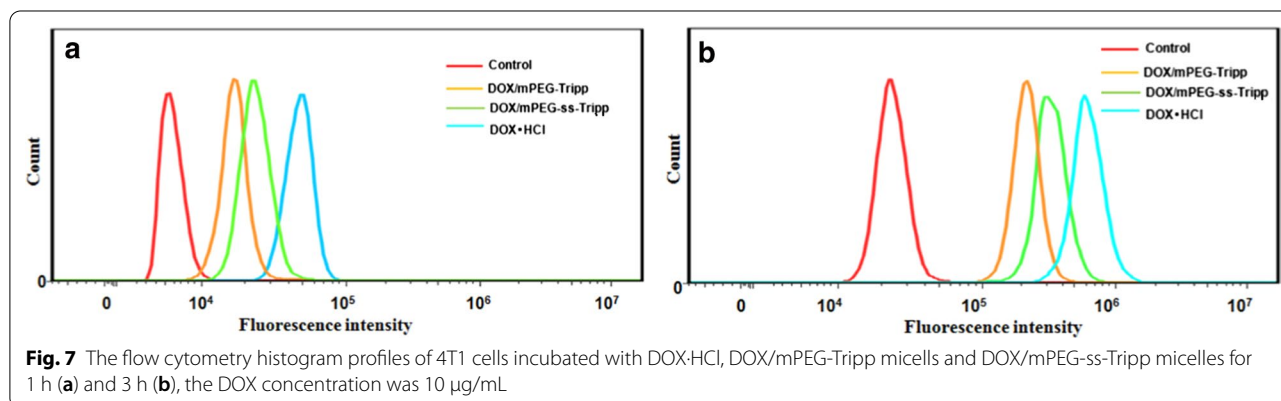 a
Control
DOX/mPEG-Tripp
DOX/mPEG-ss-Tripp
DOX•HCl
Count
0
0 10⁴ 10⁵ 10⁶ 10⁷
Fluorescence intensity
b
Control
DOX/mPEG-Tripp
DOX/mPEG-ss-Tripp
DOX•HCl
Count
0
0 10⁴ 10⁵ 10⁶ 10⁷
Fluorescence intensity
Fig. 7 The flow cytometry histogram profiles of 4T1 cells incubated with DOX·HCl, DOX/mPEG-Tripp micells and DOX/mPEG-ss-Tripp micelles for
1 h (a) and 3 h (b), the DOX concentration was 10 μg/mL